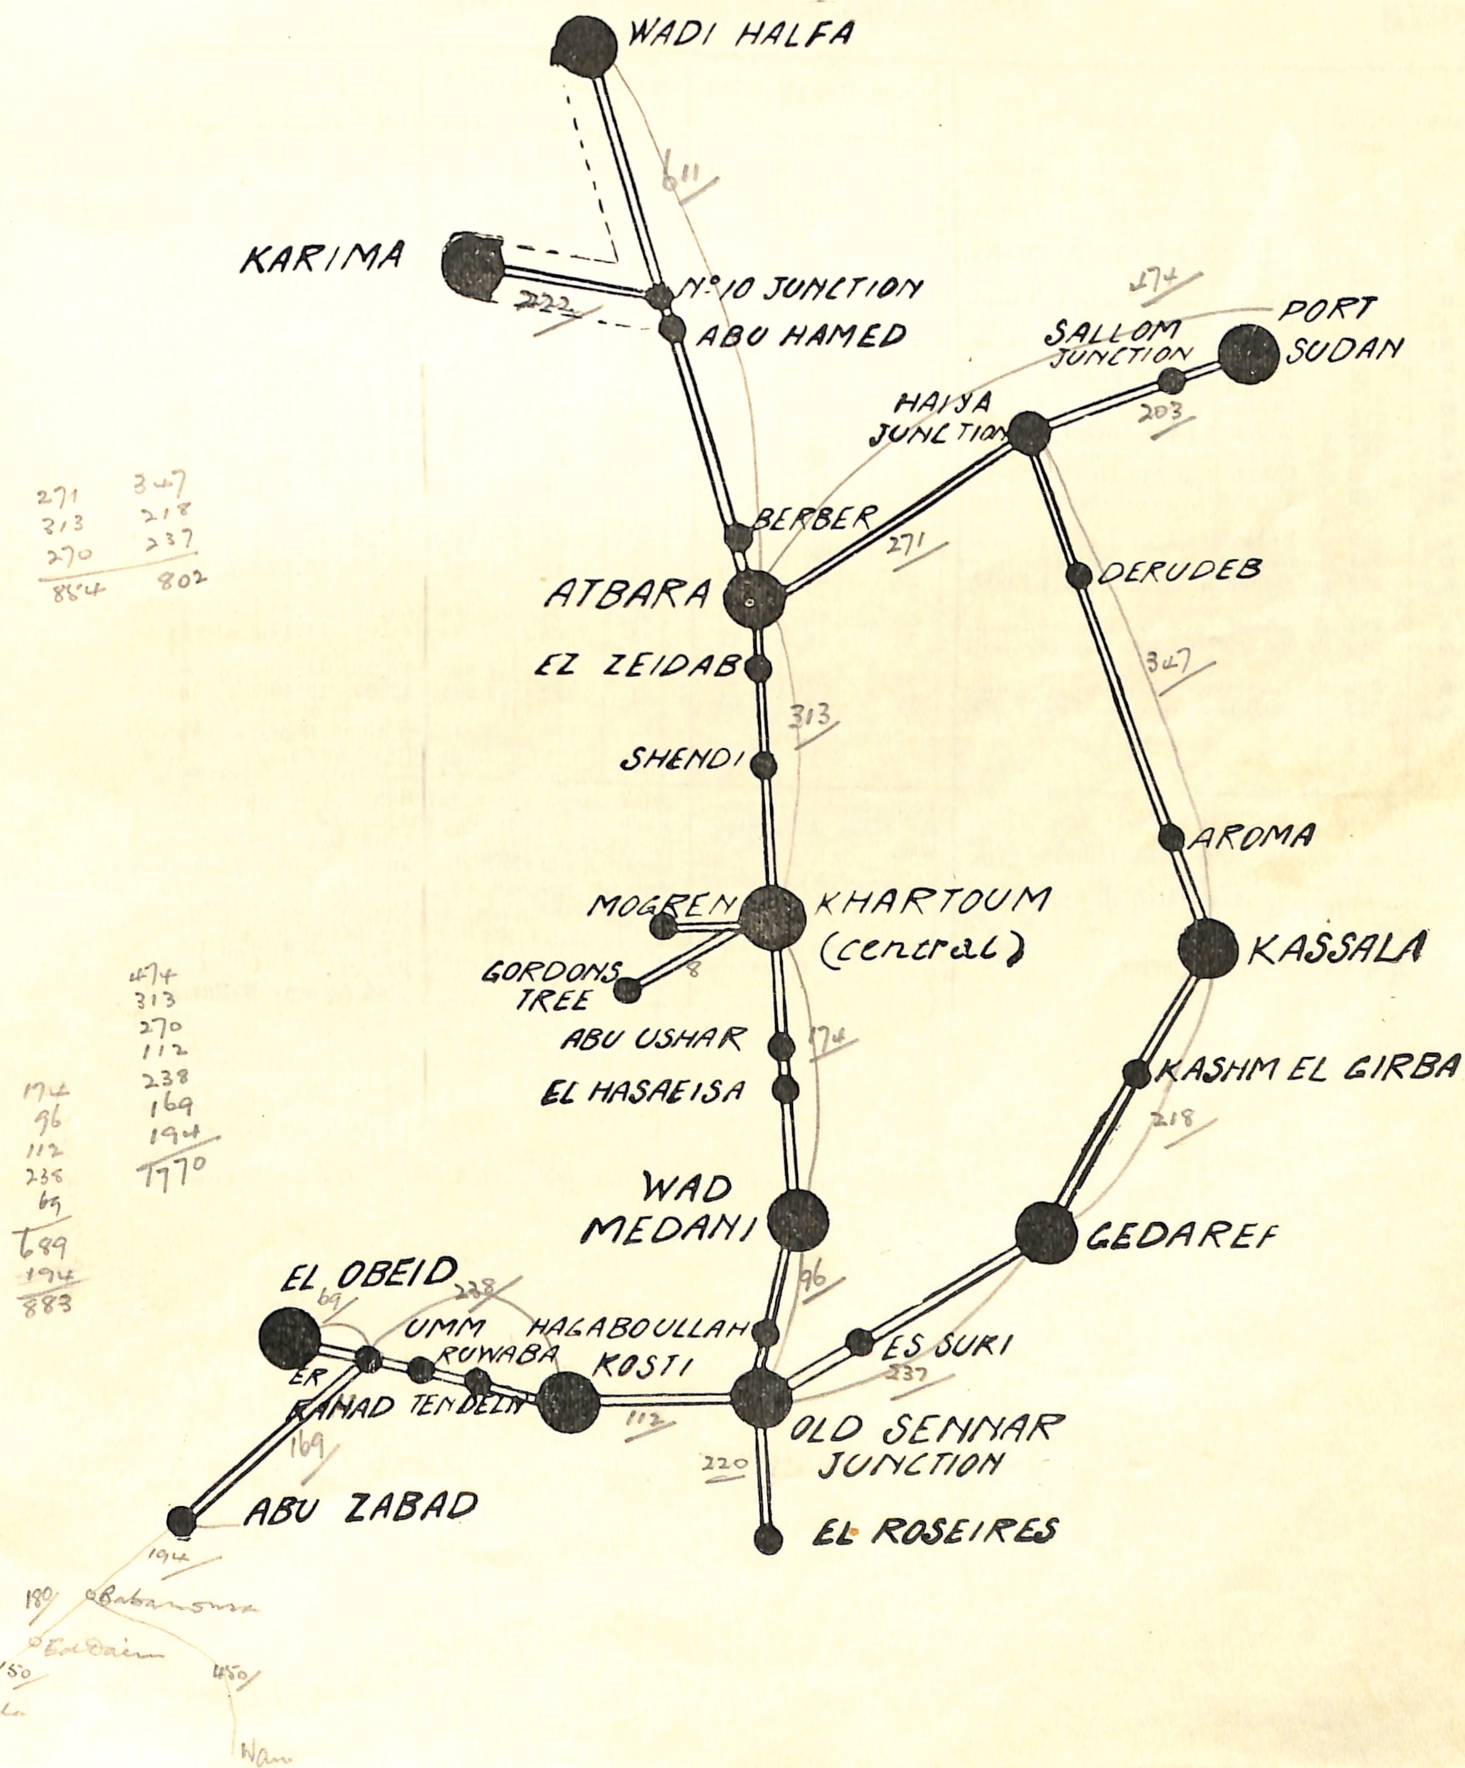 WADI HALFA
611
KARIMA
222
Nº10 JUNCTION
ABU HAMED
474
PORT
SUDAN
SALLOM
JUNCTION
203
HAIYA
JUNCTION
BERBER
271
ATBARA
DERUDEB
271 347
313 218
270 237
854 802
EZ ZEIDAB
347
313
SHENDI
AROMA
MOGREN
KHARTOUM
(central)
KASSALA
GORDONS
TREE
8
ABU USHAR
174
EL HASAEISA
KASHM EL GIRBA
218
474
313
270
112
238
169
194
1770
174
96
112
238
69
689
194
883
WAD
MEDANI
GEDAREF
96
EL OBEID
69
238
UMM
RUWABA
HAGABOULLAH
KOSTI
ES SUKI
237
ER
RAHAD
TENDELTI
112
OLD SENNAR
JUNCTION
169
220
ABU ZABAD
EL ROSEIRES
194
180
Babanousa
Ed Daein
150
450
Wau